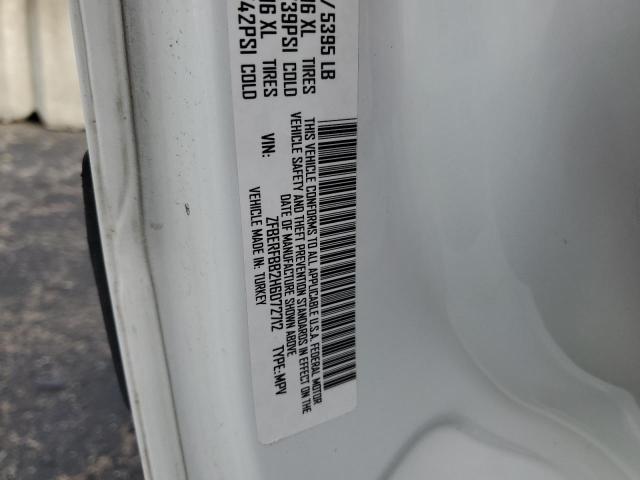 / 5395 LB
16 XL TIRES
39PSI COLD
16 XL TIRES
42PSI COLD
THIS VEHICLE CONFORMS TO ALL APPLICABLE U.S.A. FEDERAL MOTOR
VEHICLE SAFETY AND THEFT PREVENTION STANDARDS IN EFFECT ON THE
DATE OF MANUFACTURE SHOWN ABOVE
VIN: ZFBERFBB2H6D72712 TYPE:MPV
VEHICLE MADE IN: TURKEY